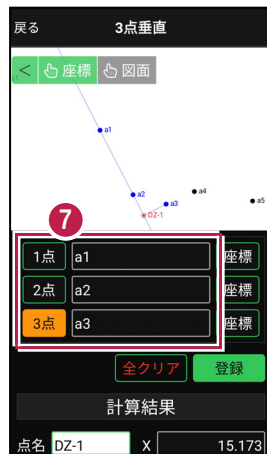 戻る 3点垂直
< 座標 図面
a1
a2
a3
a4
a5
DZ-1
7
1点 a1 座標
2点 a2 座標
3点 a3 座標
全クリア 登録
計算結果
点名 DZ-1 X 15.173